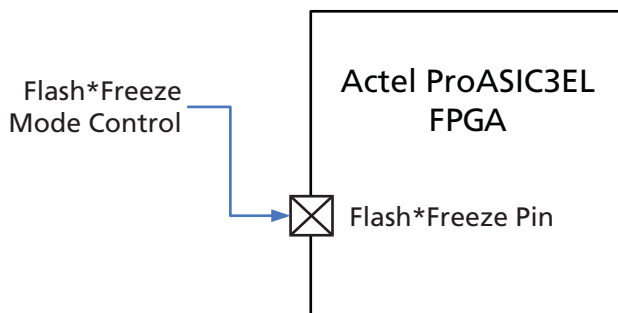 Actel ProASIC3EL
FPGA
Flash*Freeze
Mode Control
Flash*Freeze Pin